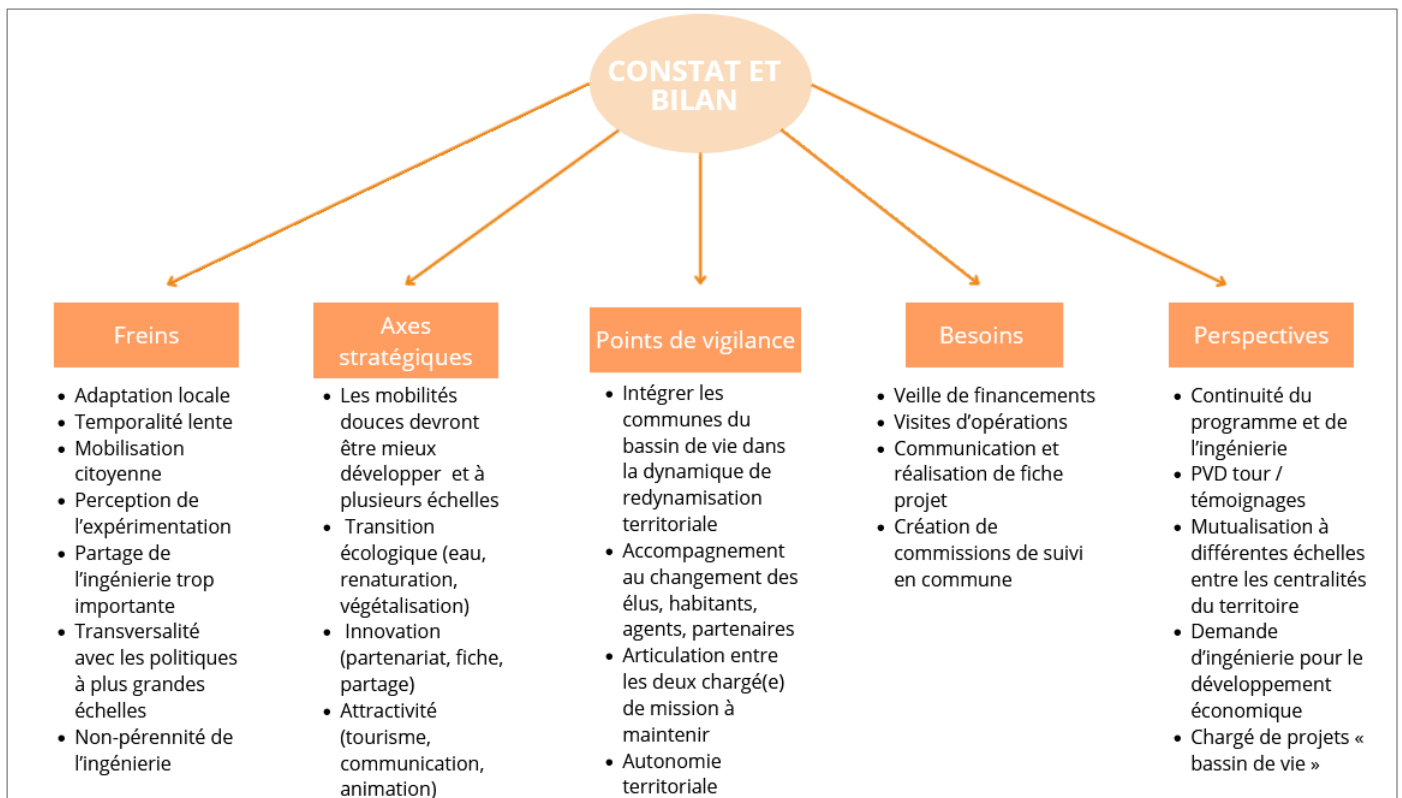 CONSTAT ET
BILAN
Freins
• Adaptation locale
• Temporalité lente
• Mobilisation
citoyenne
• Perception de
l'expérimentation
• Partage de
l'ingénierie trop
importante
• Transversalité
avec les politiques
à plus grandes
échelles
• Non-pérennité de
l'ingénierie
Axes
stratégiques
• Les mobilités
douces devront
être mieux
développer et à
plusieurs échelles
• Transition
écologique (eau,
renaturation,
végétalisation)
• Innovation
(partenariat, fiche,
partage)
• Attractivité
(tourisme,
communication,
animation)
Points de vigilance
• Intégrer les
communes du
bassin de vie dans
la dynamique de
redynamisation
territoriale
• Accompagnement
au changement des
élus, habitants,
agents, partenaires
• Articulation entre
les deux chargé(e)
de mission à
maintenir
• Autonomie
territoriale
Besoins
• Veille de financements
• Visites d'opérations
• Communication et
réalisation de fiche
projet
• Création de
commissions de suivi
en commune
Perspectives
• Continuité du
programme et de
l'ingénierie
• PVD tour /
témoignages
• Mutualisation à
différentes échelles
entre les centralités
du territoire
• Demande
d'ingénierie pour le
développement
économique
• Chargé de projets «
bassin de vie »